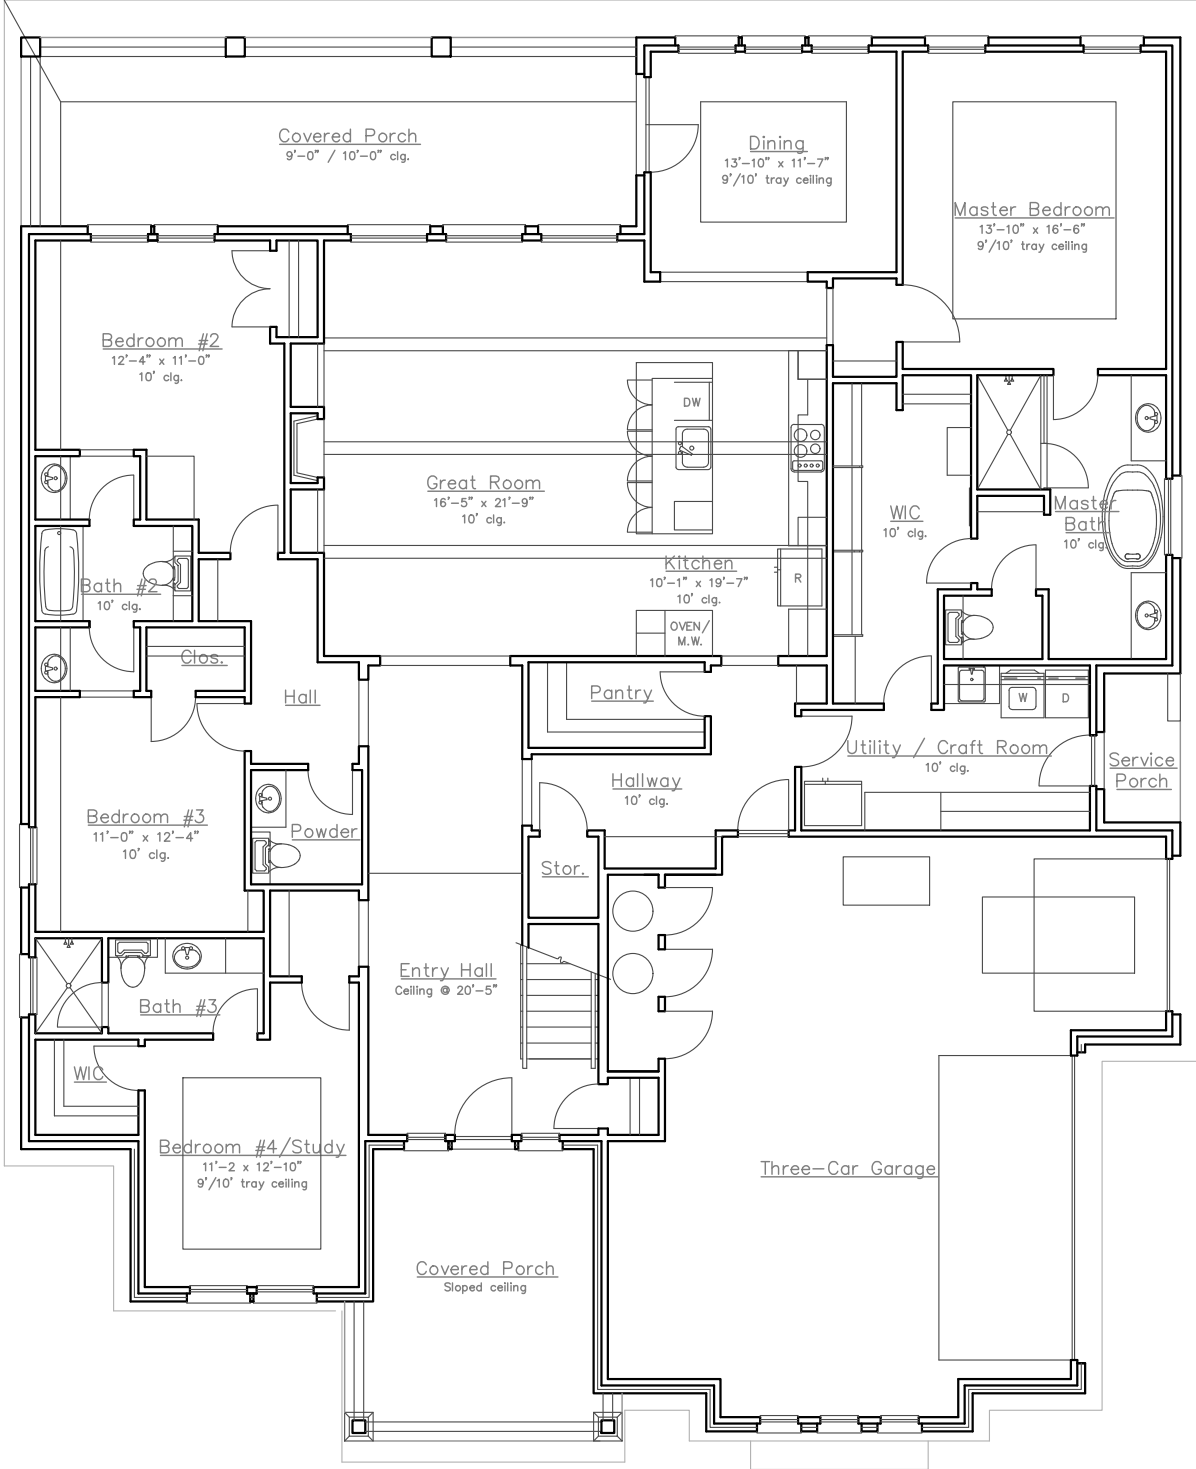 Covered Porch
9'-0" / 10'-0" clg.
Dining
13'-10" x 11'-7"
9'/10' tray ceiling
Master Bedroom
13'-10" x 16'-6"
9'/10' tray ceiling
Bedroom #2
12'-4" x 11'-0"
10' clg.
DW
Great Room
16'-5" x 21'-9"
10' clg.
WIC
10' clg.
Master
Bath
10' clg.
Kitchen
10'-1" x 19'-7"
10' clg.
R
Bath #2
10' clg.
OVEN/
M.W.
Clos.
Hall
Pantry
W
D
Utility / Craft Room
10' clg.
Service
Porch
Hallway
10' clg.
Bedroom #3
11'-0" x 12'-4"
10' clg.
Powder
Stor.
Entry Hall
Ceiling @ 20'-5"
Bath #3
WIC
Bedroom #4/Study
11'-2 x 12'-10"
9'/10' tray ceiling
Three-Car Garage
Covered Porch
Sloped ceiling